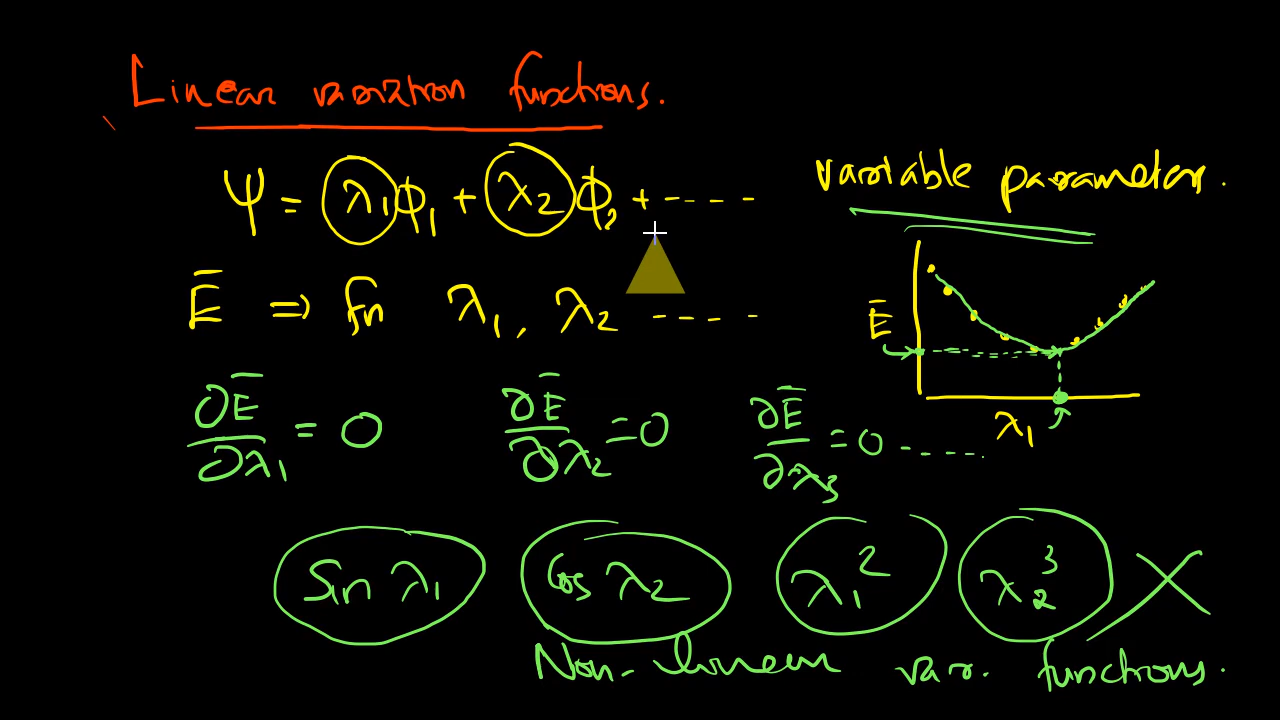 Linear variation functions.
Ψ = λ₁ϕ₁ + λ₂ϕ₂ + -----
variable parameter.
Ē ⇒ fn λ₁, λ₂ ----
Ē
λ₁
∂Ē/∂λ₁ = 0 ∂Ē/∂λ₂ = 0 ∂Ē/∂λ₃ = 0 -----
Sin λ₁ Cos λ₂ λ₁² λ₂³ X
Non-linear var. functions.